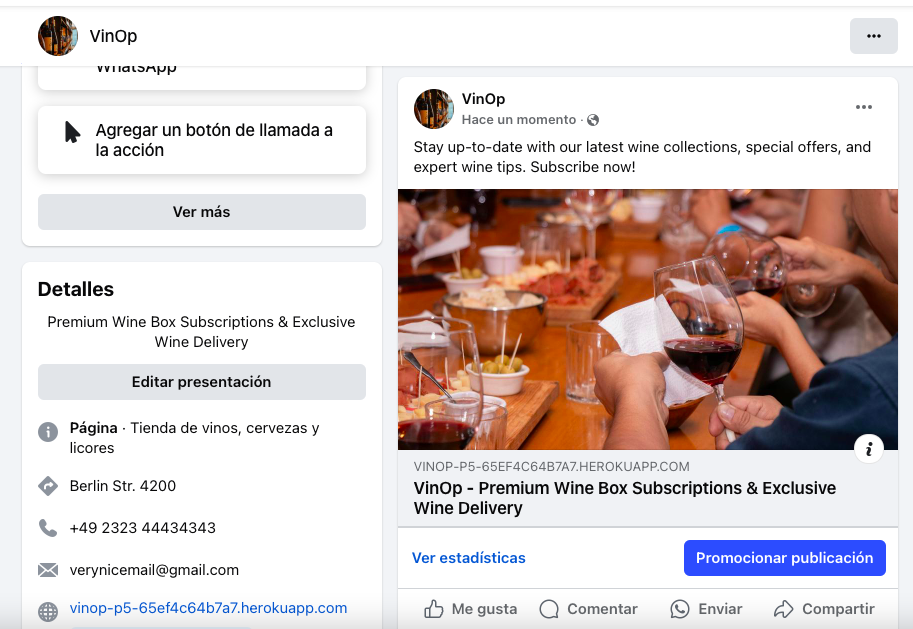 VinOp
WhatsApp
Agregar un botón de llamada a
la acción
Ver más
Detalles
Premium Wine Box Subscriptions & Exclusive
Wine Delivery
Editar presentación
Página · Tienda de vinos, cervezas y
licores
Berlin Str. 4200
+49 2323 44434343
verynicemail@gmail.com
vinop-p5-65ef4c64b7a7.herokuapp.com
VinOp
Hace un momento ·
Stay up-to-date with our latest wine collections, special offers, and
expert wine tips. Subscribe now!
VINOP-P5-65EF4C64B7A7.HEROKUAPP.COM
VinOp - Premium Wine Box Subscriptions & Exclusive
Wine Delivery
Ver estadísticas
Promocionar publicación
Me gusta
Comentar
Enviar
Compartir